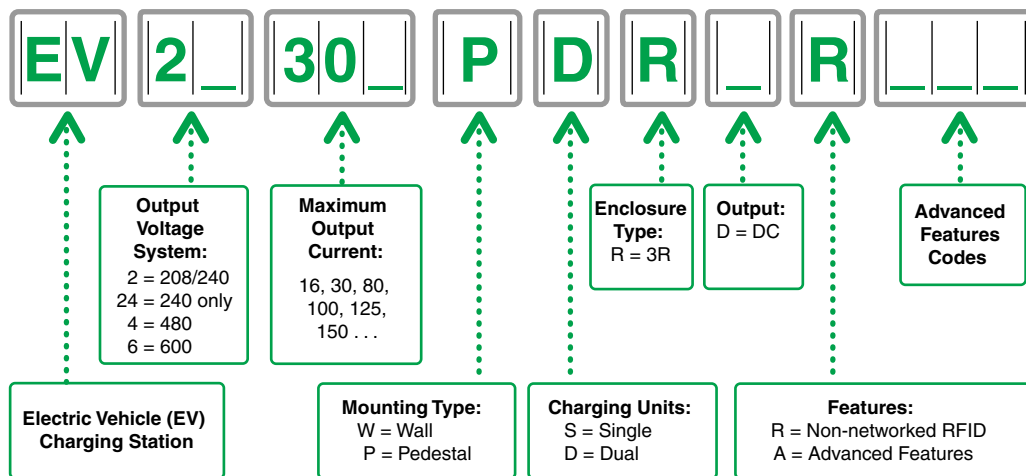 EV 2_ 30_ P D R _ R _ _ _
Output
Voltage
System:
2 = 208/240
24 = 240 only
4 = 480
6 = 600
Maximum
Output
Current:
16, 30, 80,
100, 125,
150 . . .
Enclosure
Type:
R = 3R
Output:
D = DC
Advanced
Features
Codes
Electric Vehicle (EV)
Charging Station
Mounting Type:
W = Wall
P = Pedestal
Charging Units:
S = Single
D = Dual
Features:
R = Non-networked RFID
A = Advanced Features